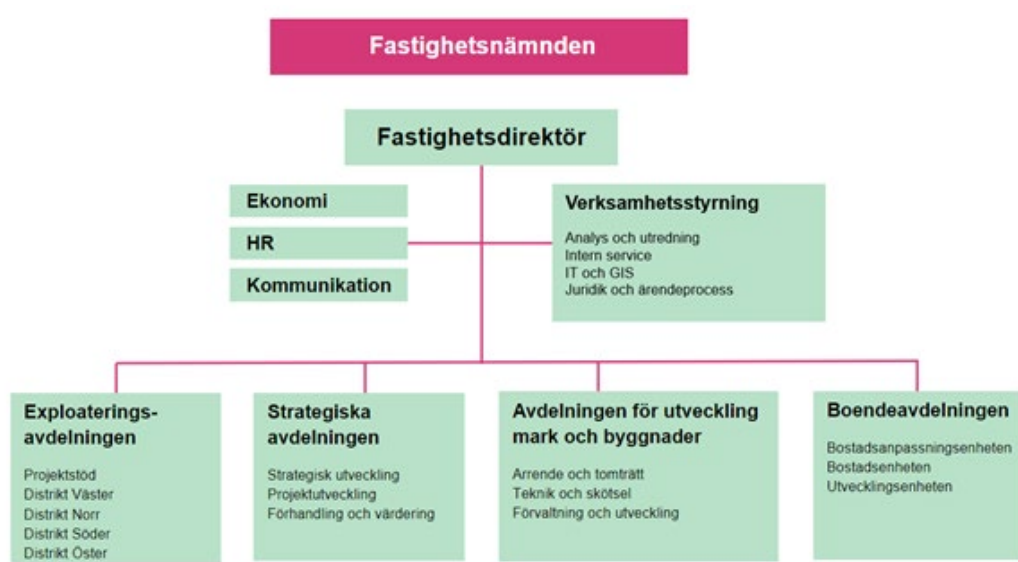 Fastighetsnämnden
Fastighetsdirektör
Ekonomi
HR
Kommunikation
Verksamhetsstyrning
Analys och utredning
Intern service
IT och GIS
Juridik och ärendeprocess
Exploaterings-
avdelningen
Projektstöd
Distrikt Väster
Distrikt Norr
Distrikt Söder
Distrikt Öster
Strategiska
avdelningen
Strategisk utveckling
Projektutveckling
Förhandling och värdering
Avdelningen för utveckling
mark och byggnader
Arrende och tomträtt
Teknik och skötsel
Förvaltning och utveckling
Boendeavdelningen
Bostadsanpassningsenheten
Bostadsenheten
Utvecklingsenheten